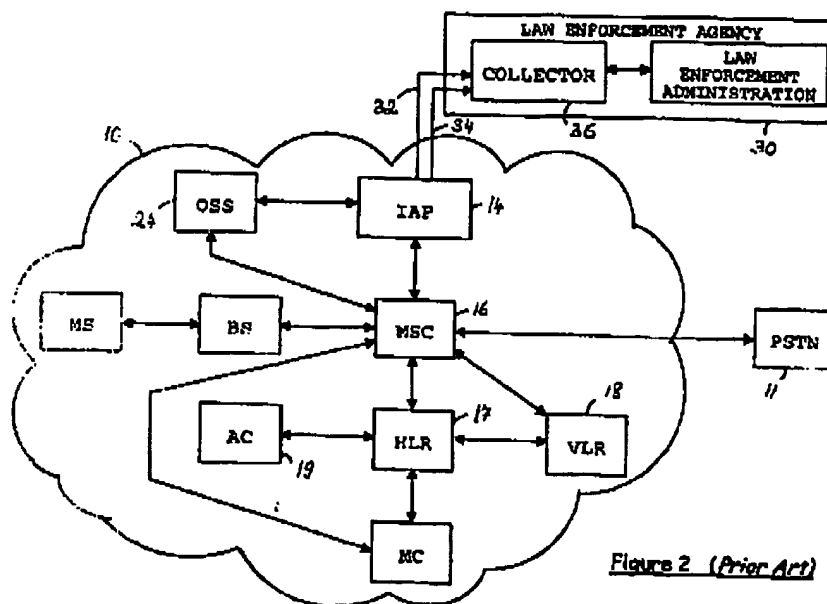 LAW ENFORCEMENT AGENCY
COLLECTOR
LAW
ENFORCEMENT
ADMINISTRATION
32
34
36
30
10
OSS
24
IAP
14
MS
BS
MSC
16
PSTN
11
AC
19
HLR
17
VLR
18
MC
Figure 2 (Prior Art)